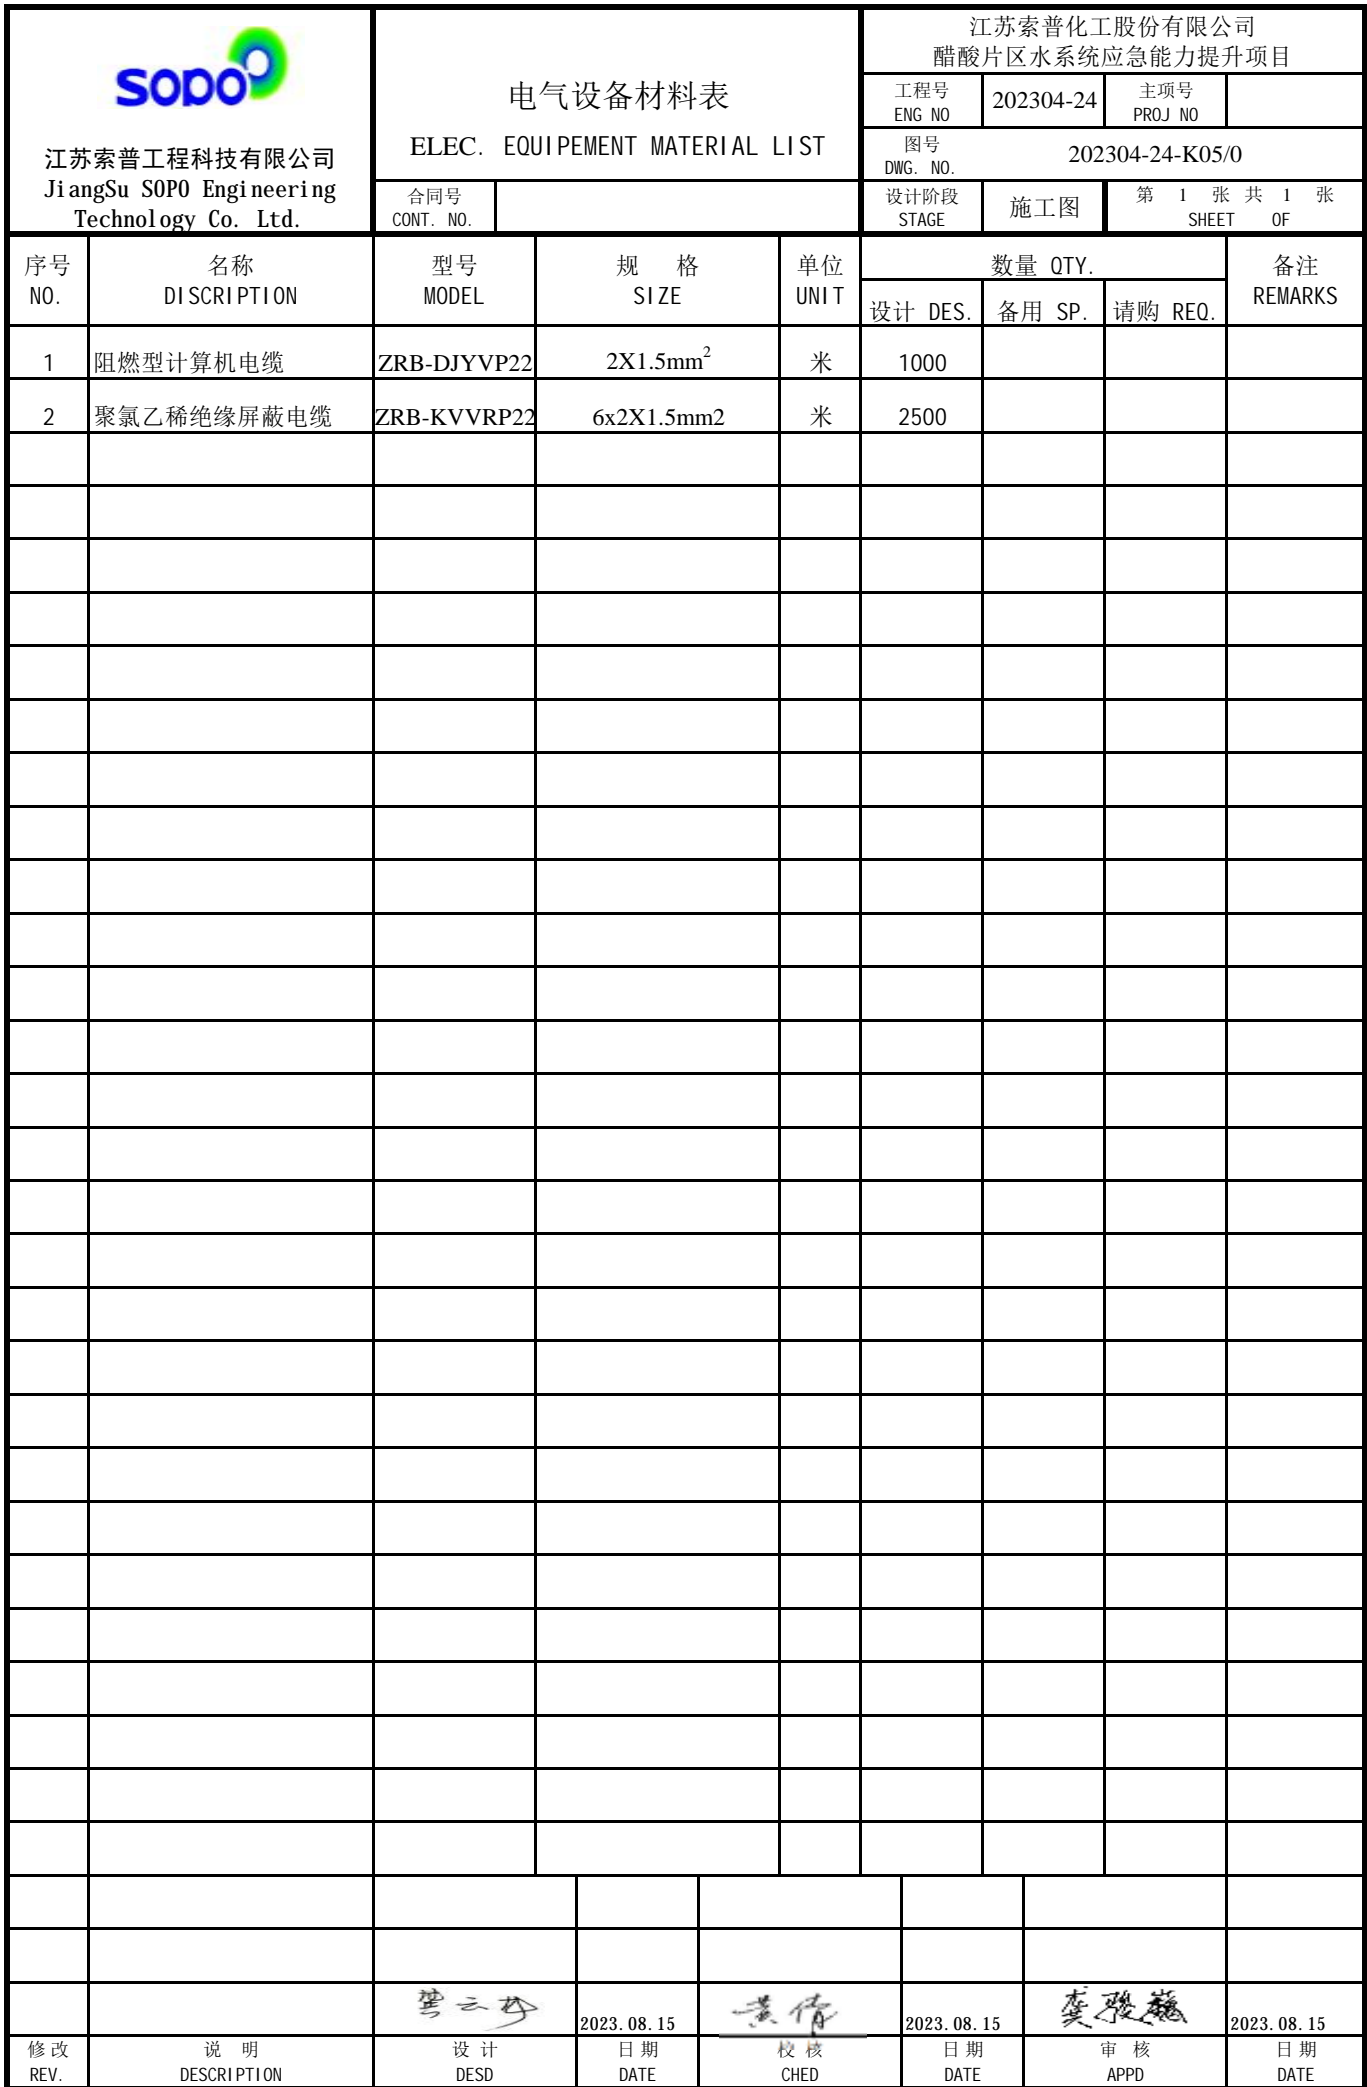 sopo
江苏索普工程科技有限公司
JiangSu SOPO Engineering
Technology Co. Ltd.
电气设备材料表
ELEC. EQUIPEMENT MATERIAL LIST
合同号
CONT. NO.
江苏索普化工股份有限公司
醋酸片区水系统应急能力提升项目
工程号
ENG NO
202304-24
主项号
PROJ NO
图号
DWG. NO.
202304-24-K05/0
设计阶段
STAGE
施工图
第 1 张 共 1 张
SHEET OF
序号
NO.
名称
DISCRIPTION
型号
MODEL
规 格
SIZE
单位
UNIT
数量 QTY.
设计 DES. 备用 SP. 请购 REQ.
备注
REMARKS
1 阻燃型计算机电缆 ZRB-DJYVP22 2X1.5mm² 米 1000
2 聚氯乙稀绝缘屏蔽电缆 ZRB-KVVRP22 6x2X1.5mm2 米 2500
2023.08.15 黄倩 2023.08.15 2023.08.15
修改 说 明 设 计 日 期 校 核 日 期 审 核 日 期
REV. DESCRIPTION DESD DATE CHED DATE APPD DATE